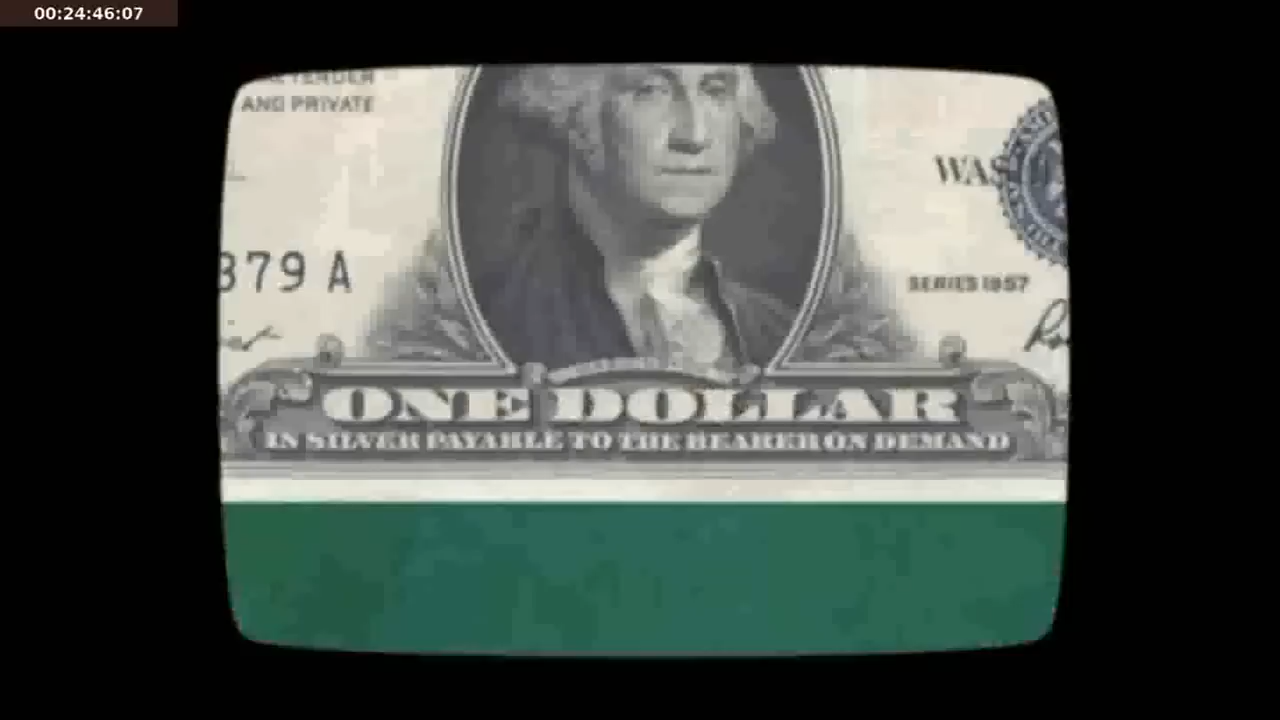 00:24:46:07
TENDER
AND PRIVATE
WAS
379 A
SERIES 1957
ONE DOLLAR
IN SILVER PAYABLE TO THE BEARER ON DEMAND